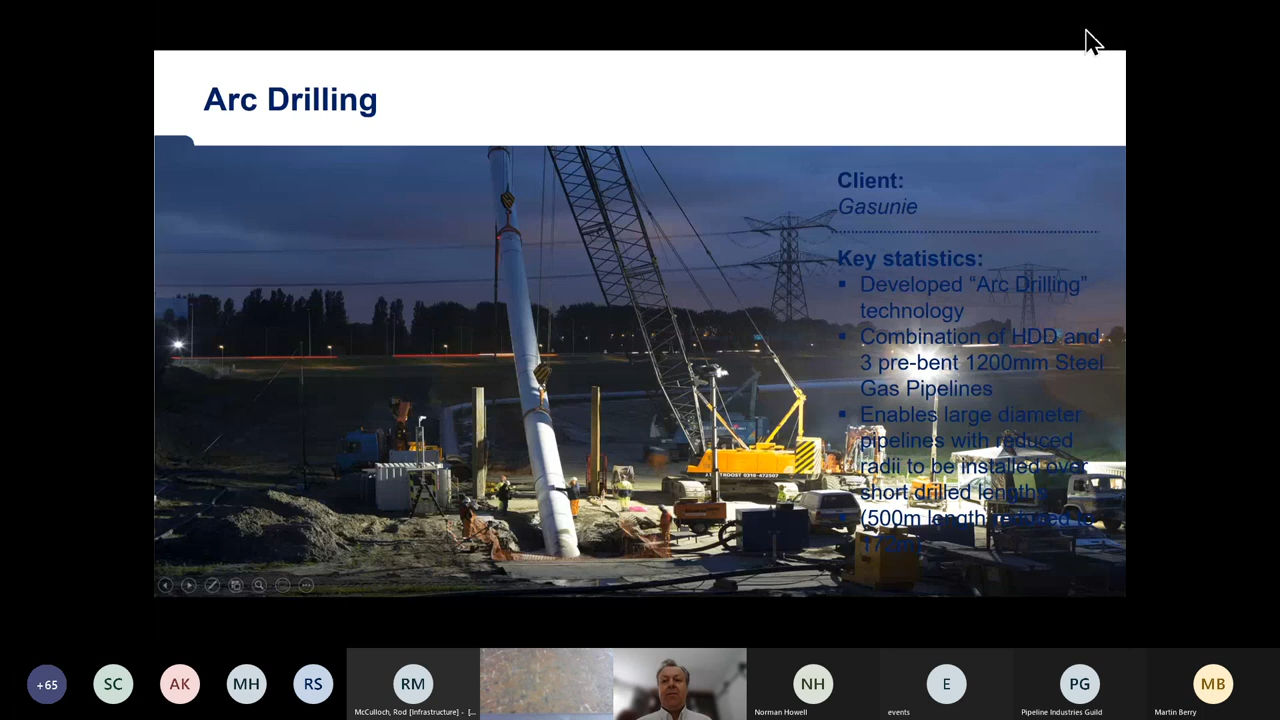 Arc Drilling
Client:
Gasunie
Key statistics:
▪ Developed “Arc Drilling”
technology
▪ Combination of HDD and
3 pre-bent 1200mm Steel
Gas Pipelines
▪ Enables large diameter
pipelines with reduced
radii to be installed over
short drilled lengths
(500m length reduced to
+65
SC
AK
MH
RS
RM
NH
E
PG
MB
McCulloch, Rod [Infrastructure] - [...
Norman Howell
events
Pipeline Industries Guild
Martin Berry